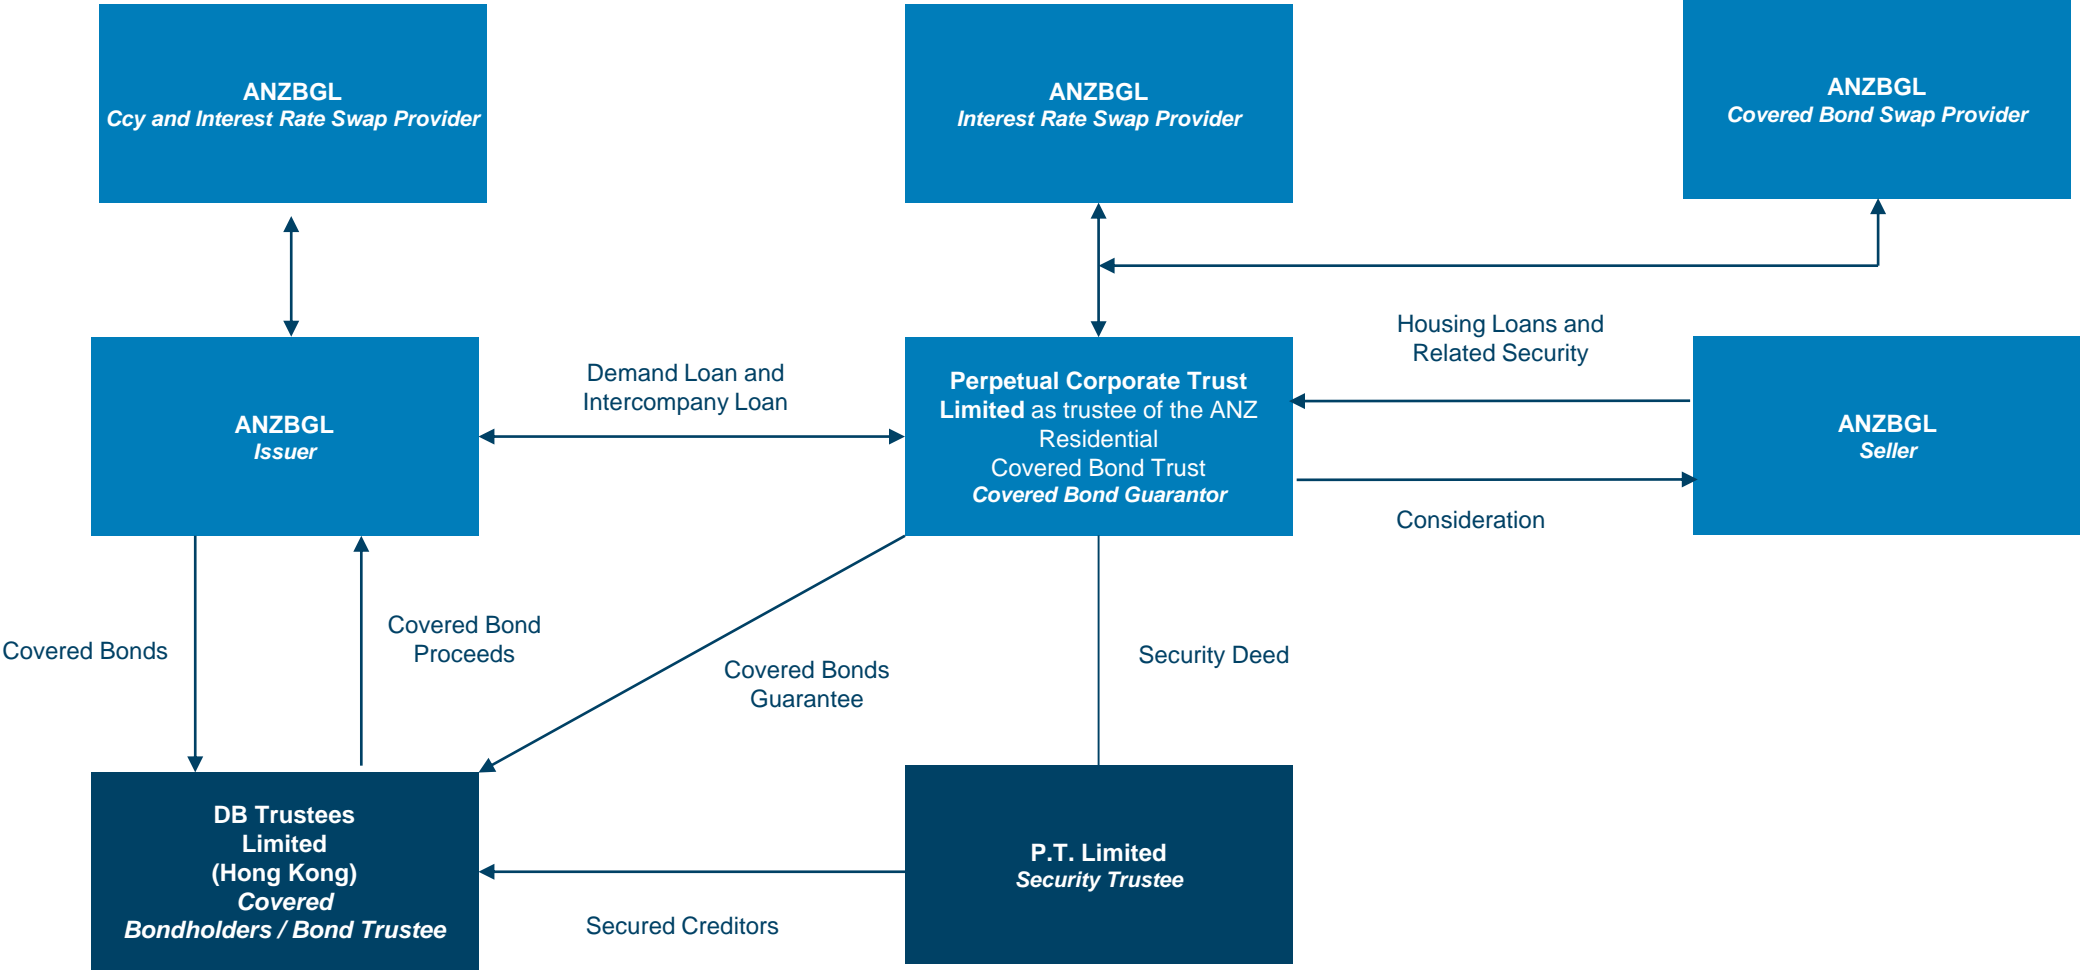 ANZBGL
Ccy and Interest Rate Swap Provider
ANZBGL
Interest Rate Swap Provider
ANZBGL
Covered Bond Swap Provider
Housing Loans and
Related Security
Demand Loan and
Intercompany Loan
ANZBGL
Issuer
Perpetual Corporate Trust
Limited as trustee of the ANZ
Residential
Covered Bond Trust
Covered Bond Guarantor
ANZBGL
Seller
Consideration
Covered Bonds
Covered Bond
Proceeds
Covered Bonds
Guarantee
Security Deed
DB Trustees
Limited
(Hong Kong)
Covered
Bondholders / Bond Trustee
P.T. Limited
Security Trustee
Secured Creditors